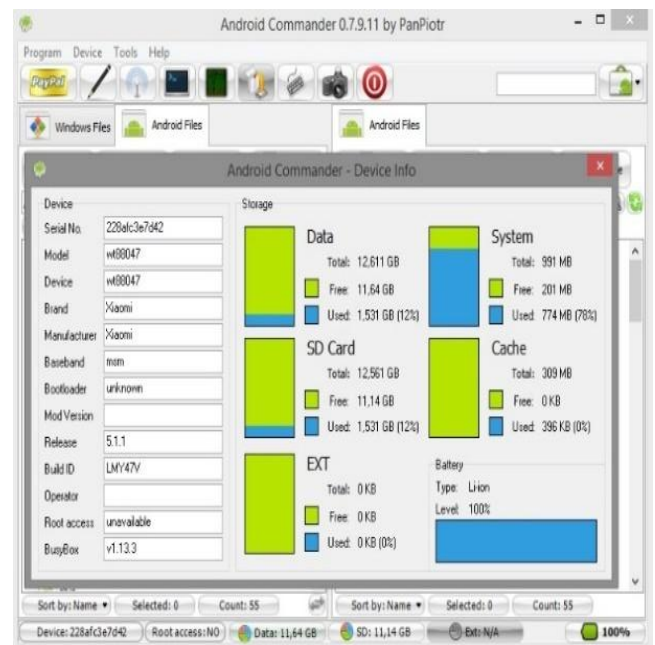 Android Commander 0.7.9.11 by PanPiotr
Program Device Tools Help
PayPal
Windows Files
Android Files
Android Files
Android Commander - Device Info
Device
Serial No. 228afc3e7d42
Model wt88047
Device wt88047
Brand Xiaomi
Manufacturer Xiaomi
Baseband msm
Bootloader unknown
Mod Version
Release 5.1.1
Build ID LMY47V
Operator
Root access unavailable
BusyBox v1.13.3
Storage
Data
Total: 12,611 GB
Free: 11,64 GB
Used: 1,531 GB (12%)
System
Total: 991 MB
Free: 201 MB
Used: 774 MB (78%)
SD Card
Total: 12,561 GB
Free: 11,14 GB
Used: 1,531 GB (12%)
Cache
Total: 309 MB
Free: 0 KB
Used: 396 KB (0%)
EXT
Total: 0 KB
Free: 0 KB
Used: 0 KB (0%)
Battery
Type: Li-ion
Level: 100%
Sort by: Name Selected: 0 Count: 55
Sort by: Name Selected: 0 Count: 55
Device: 228afc3e7d42 Root access: NO Data: 11,64 GB SD: 11,14 GB Ext: N/A 100%